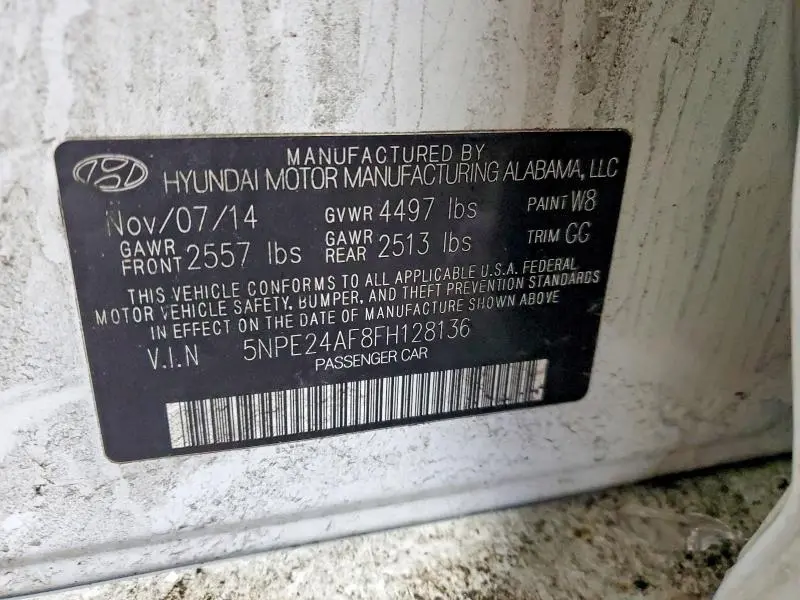 MANUFACTURED BY
HYUNDAI MOTOR MANUFACTURING ALABAMA, LLC
Nov/07/14 GVWR 4497 lbs PAINT W8
GAWR FRONT 2557 lbs GAWR REAR 2513 lbs TRIM GG
THIS VEHICLE CONFORMS TO ALL APPLICABLE U.S.A. FEDERAL
MOTOR VEHICLE SAFETY, BUMPER, AND THEFT PREVENTION STANDARDS
IN EFFECT ON THE DATE OF MANUFACTURE SHOWN ABOVE
V.I.N 5NPE24AF8FH128136
PASSENGER CAR